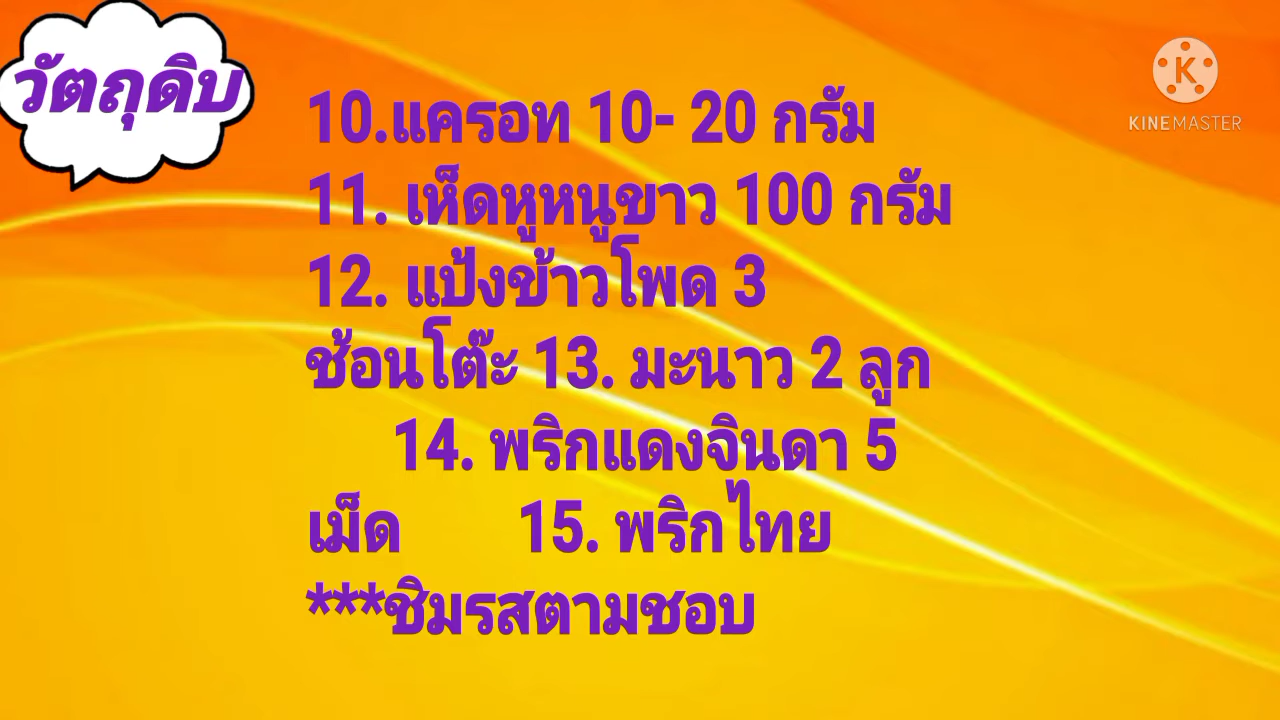 วัตถุดิบ
10.แครอท 10- 20 กรัม
11. เห็ดหูหนูขาว 100 กรัม
12. แป้งข้าวโพด 3
ช้อนโต๊ะ 13. มะนาว 2 ลูก
14. พริกแดงจินดา 5
เม็ด 15. พริกไทย
***ชิมรสตามชอบ
K
KINEMASTER